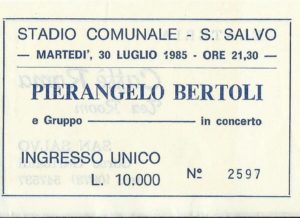 STADIO COMUNALE - S. SALVO
- MARTEDI', 30 LUGLIO 1985 - ORE 21,30 -
PIERANGELO BERTOLI
e Gruppo in concerto
INGRESSO UNICO
L. 10.000 Nº 2597